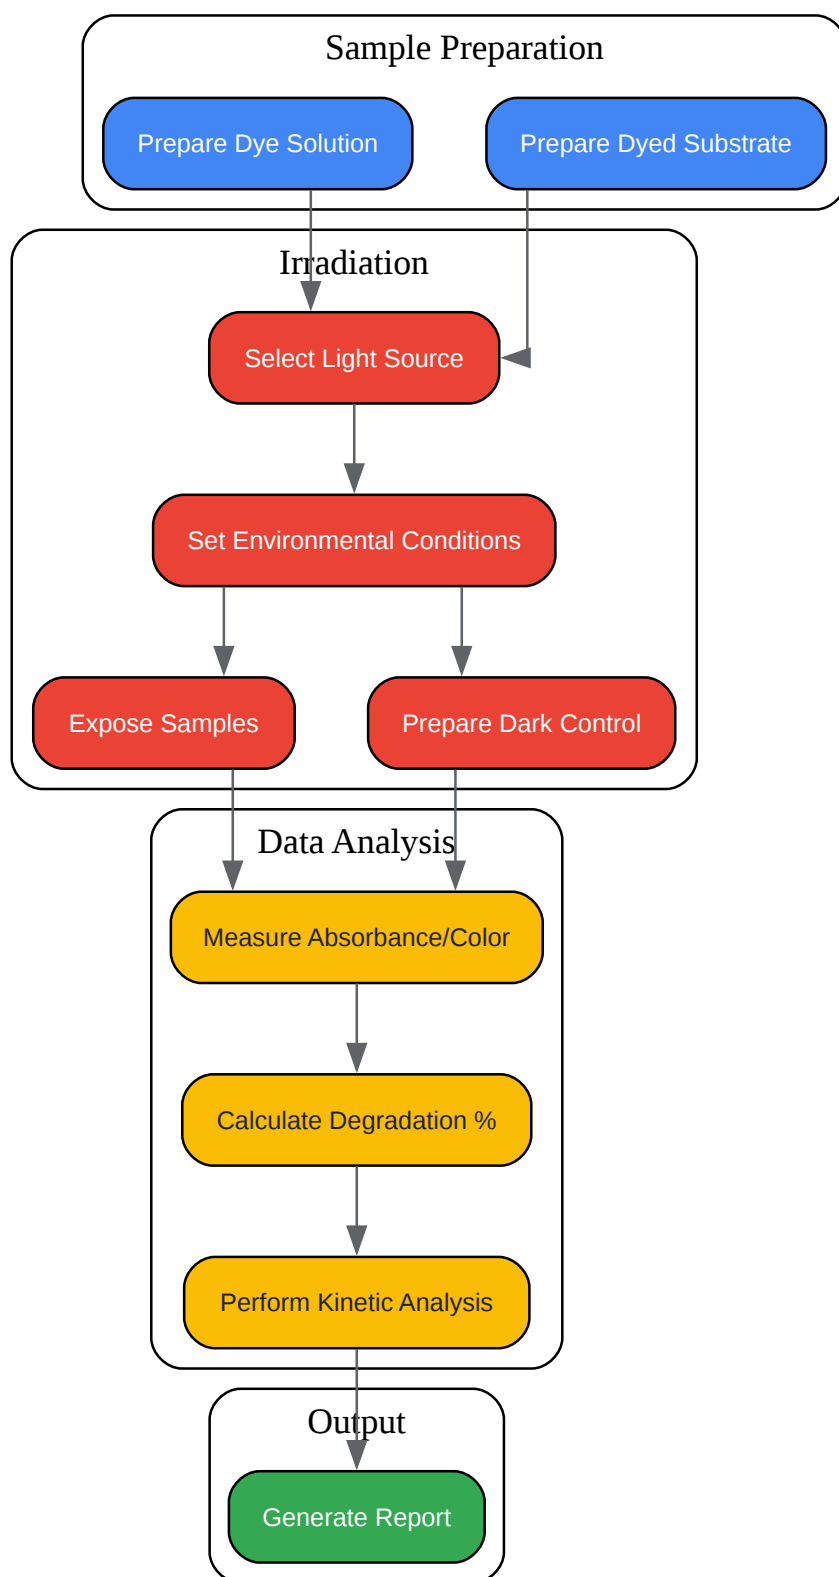 Sample Preparation
Prepare Dye Solution
Prepare Dyed Substrate
Irradiation
Select Light Source
Set Environmental Conditions
Expose Samples
Prepare Dark Control
Data Analysis
Measure Absorbance/Color
Calculate Degradation %
Perform Kinetic Analysis
Output
Generate Report